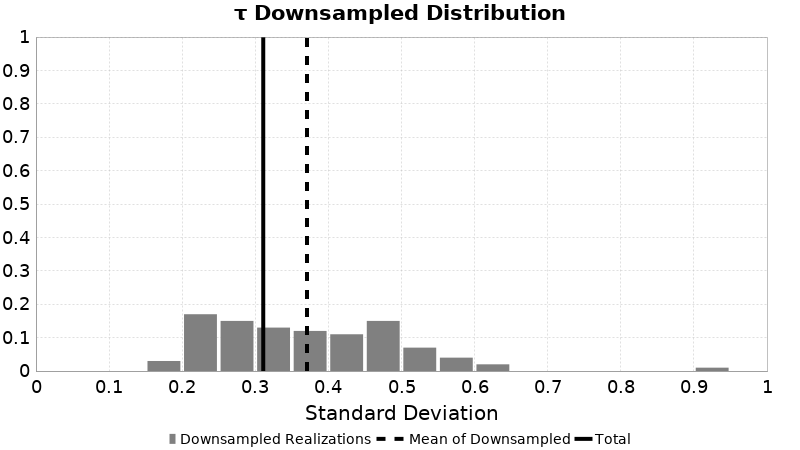 τ Downsampled Distribution
1
0.9
0.8
0.7
0.6
0.5
0.4
0.3
0.2
0.1
0
0 0.1 0.2 0.3 0.4 0.5 0.6 0.7 0.8 0.9 1
Standard Deviation
Downsampled Realizations Mean of Downsampled Total